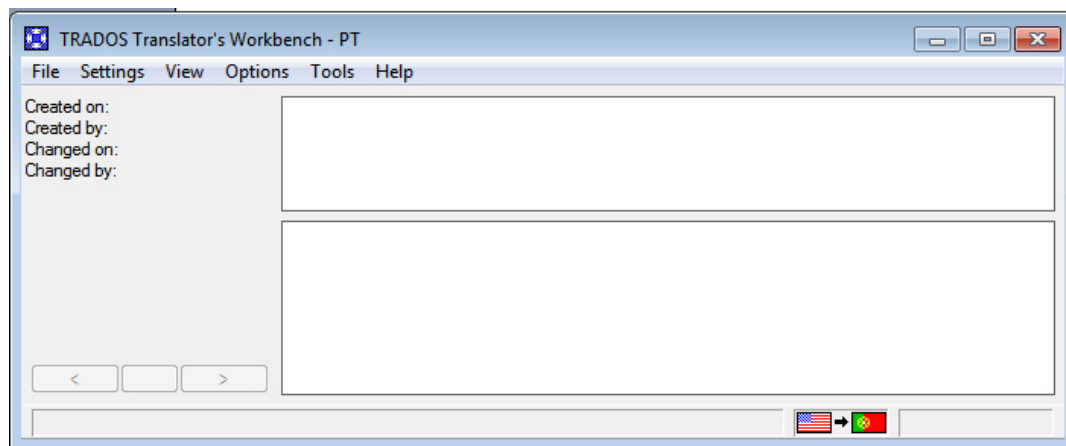 TRADOS Translator's Workbench - PT
File Settings View Options Tools Help
Created on:
Created by:
Changed on:
Changed by:
< >